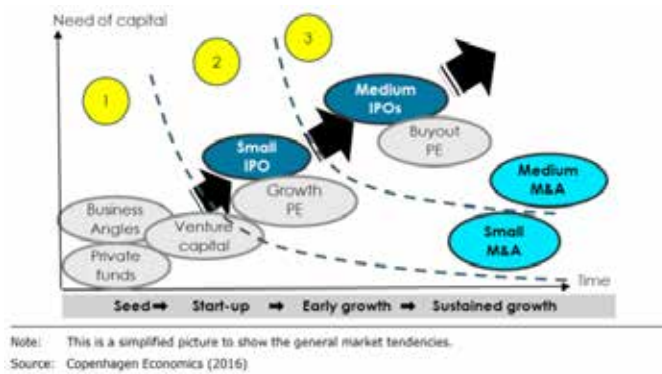 Need of capital
1
2
3
Medium
IPOs
Buyout
PE
Small
IPO
Growth
PE
Medium
M&A
Small
M&A
Business
Angles
Venture
capital
Private
funds
Time
Seed Start-up Early growth Sustained growth
Note: This is a simplified picture to show the general market tendencies.
Source: Copenhagen Economics (2016)